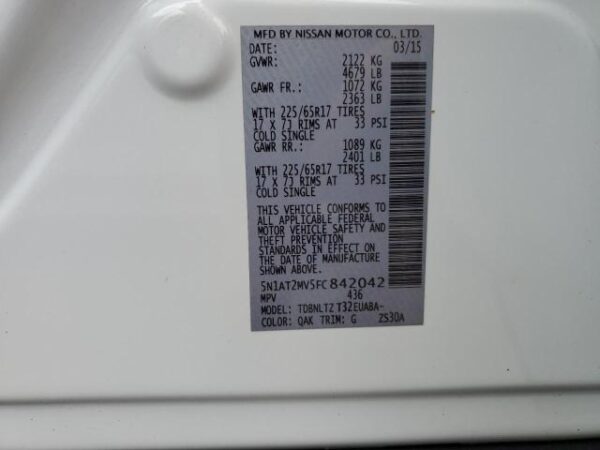 MFD BY NISSAN MOTOR CO., LTD.
DATE: 03/15
GVWR: 2122 KG
4679 LB
GAWR FR.: 1072 KG
2363 LB
WITH 225/65R17 TIRES
17 X 7J RIMS AT 33 PSI
COLD SINGLE
GAWR RR.: 1089 KG
2401 LB
WITH 225/65R17 TIRES
17 X 7J RIMS AT 33 PSI
COLD SINGLE
THIS VEHICLE CONFORMS TO
ALL APPLICABLE FEDERAL
MOTOR VEHICLE SAFETY AND
THEFT PREVENTION
STANDARDS IN EFFECT ON
THE DATE OF MANUFACTURE
SHOWN ABOVE.
5N1AT2MV5FC842042
MPV 436
MODEL: TDBNLTZ T32EUABA-
COLOR: QAK TRIM: G ZS30A